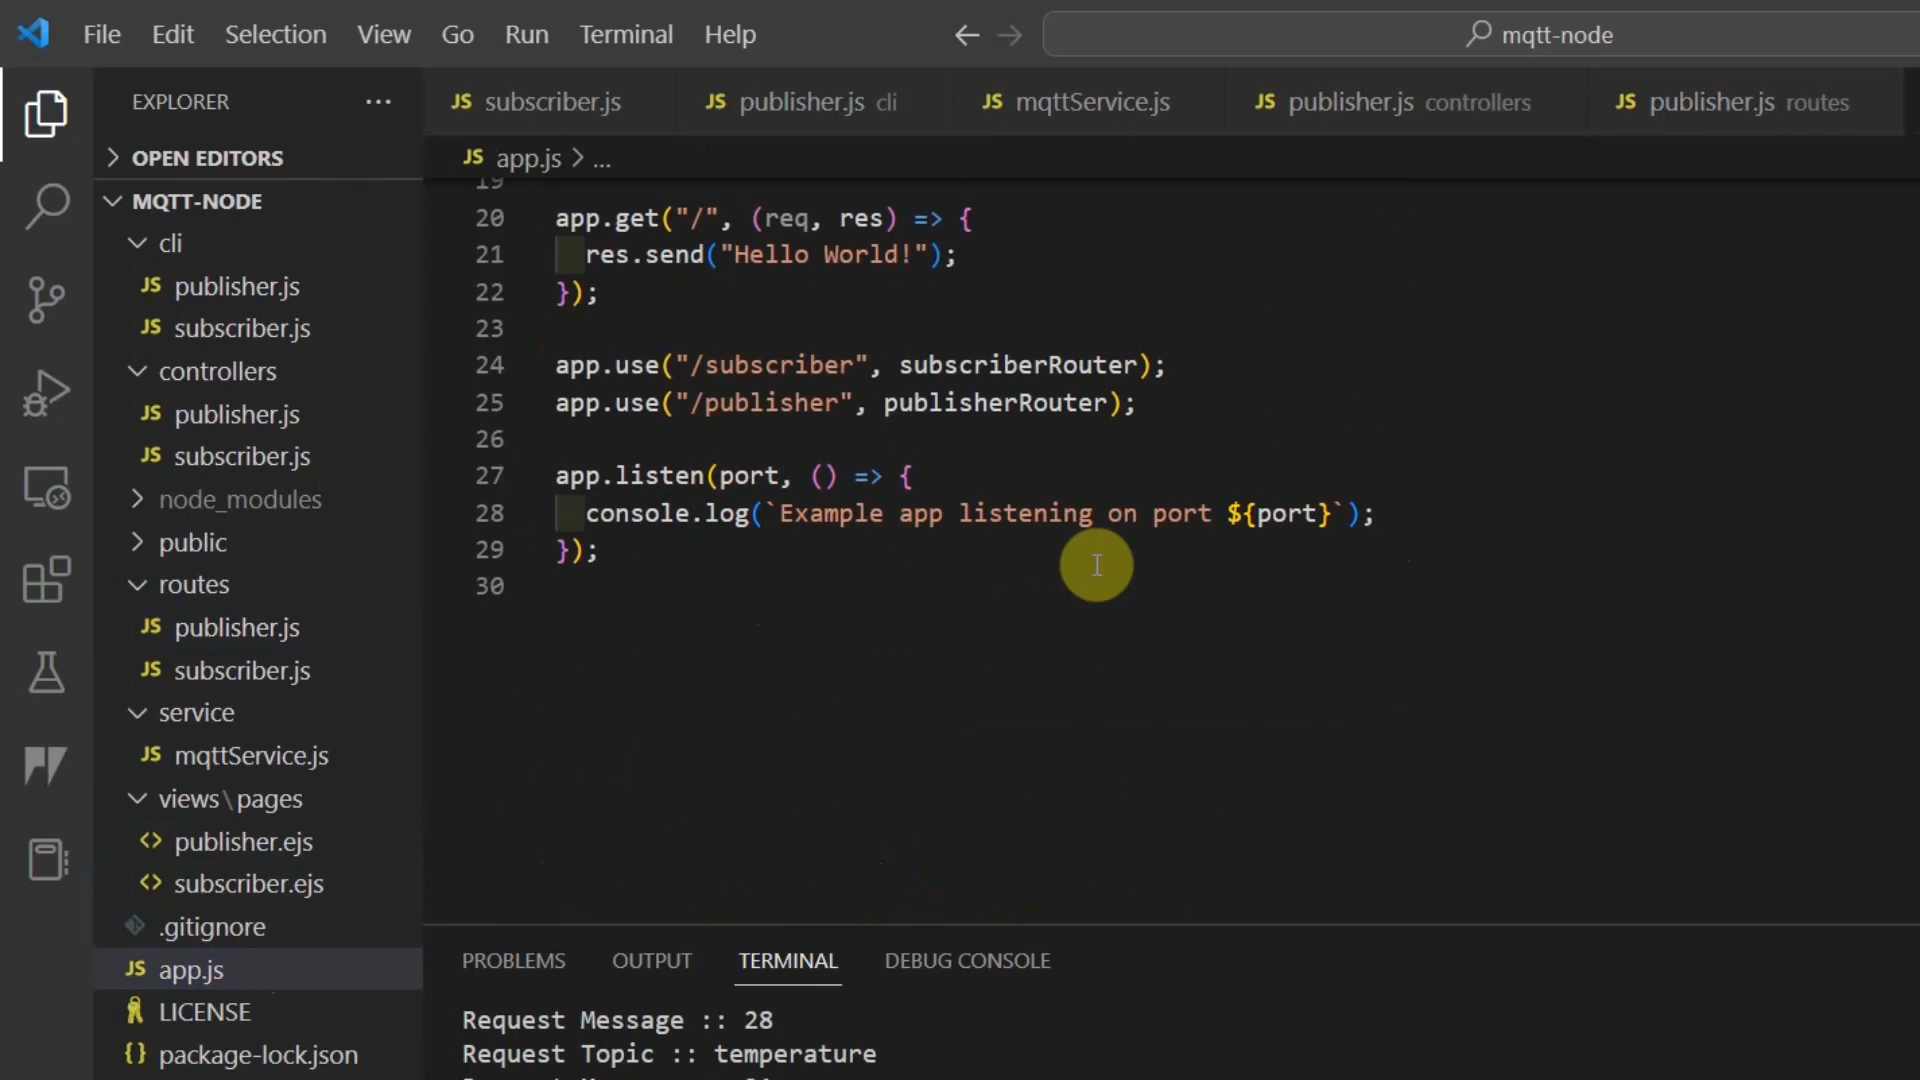 File Edit Selection View Go Run Terminal Help mqtt-node
EXPLORER ...
JS subscriber.js JS publisher.js cli JS mqttService.js JS publisher.js controllers JS publisher.js routes
OPEN EDITORS
MQTT-NODE
cli
JS publisher.js
JS subscriber.js
controllers
JS publisher.js
JS subscriber.js
node_modules
public
routes
JS publisher.js
JS subscriber.js
service
JS mqttService.js
views\pages
<> publisher.ejs
<> subscriber.ejs
.gitignore
JS app.js
LICENSE
{} package-lock.json
JS app.js > ...
19
20 app.get("/", (req, res) => {
21 res.send("Hello World!");
22 });
23
24 app.use("/subscriber", subscriberRouter);
25 app.use("/publisher", publisherRouter);
26
27 app.listen(port, () => {
28 console.log(`Example app listening on port ${port}`);
29 });
30
PROBLEMS OUTPUT TERMINAL DEBUG CONSOLE
Request Message :: 28
Request Topic :: temperature